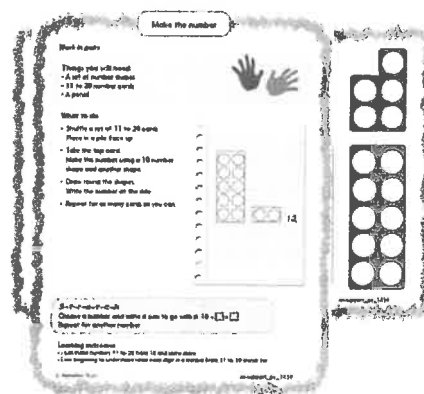 Make the number
Work in pairs
Things you will need:
• A set of number shapes
• 11 to 20 number cards
• A pencil
What to do
• Shuffle a set of 11 to 20 cards
Place in a pile face up
• Take the top card
Make the number using a 10 number
shape and another shape
• Draw round the shapes
Write the number at the side
• Repeat for as many cards as you can
12
S-t-r-e-t-c-h
Choose a number and write a sum to go with it 10 + □ = □
Repeat for another number
Learning outcomes